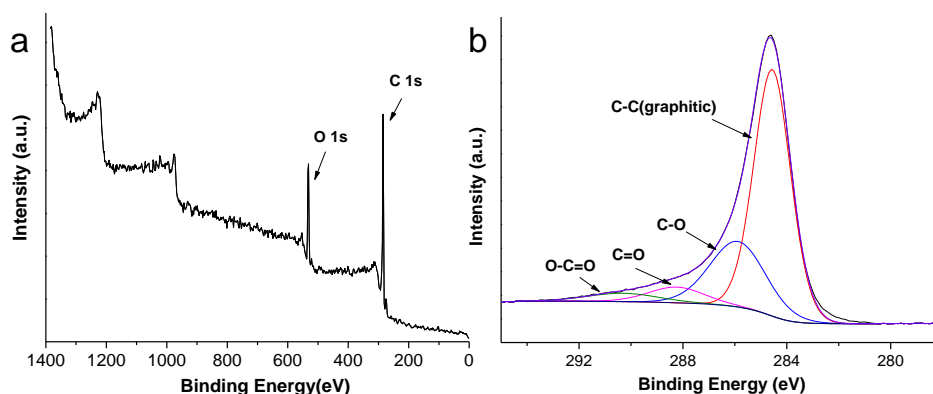 a
C 1s
O 1s
Intensity (a.u.)
1400 1200 1000 800 600 400 200 0
Binding Energy(eV)
b
C-C(graphitic)
C-O
C=O
O-C=O
Intensity (a.u.)
292 288 284 280
Binding Energy (eV)